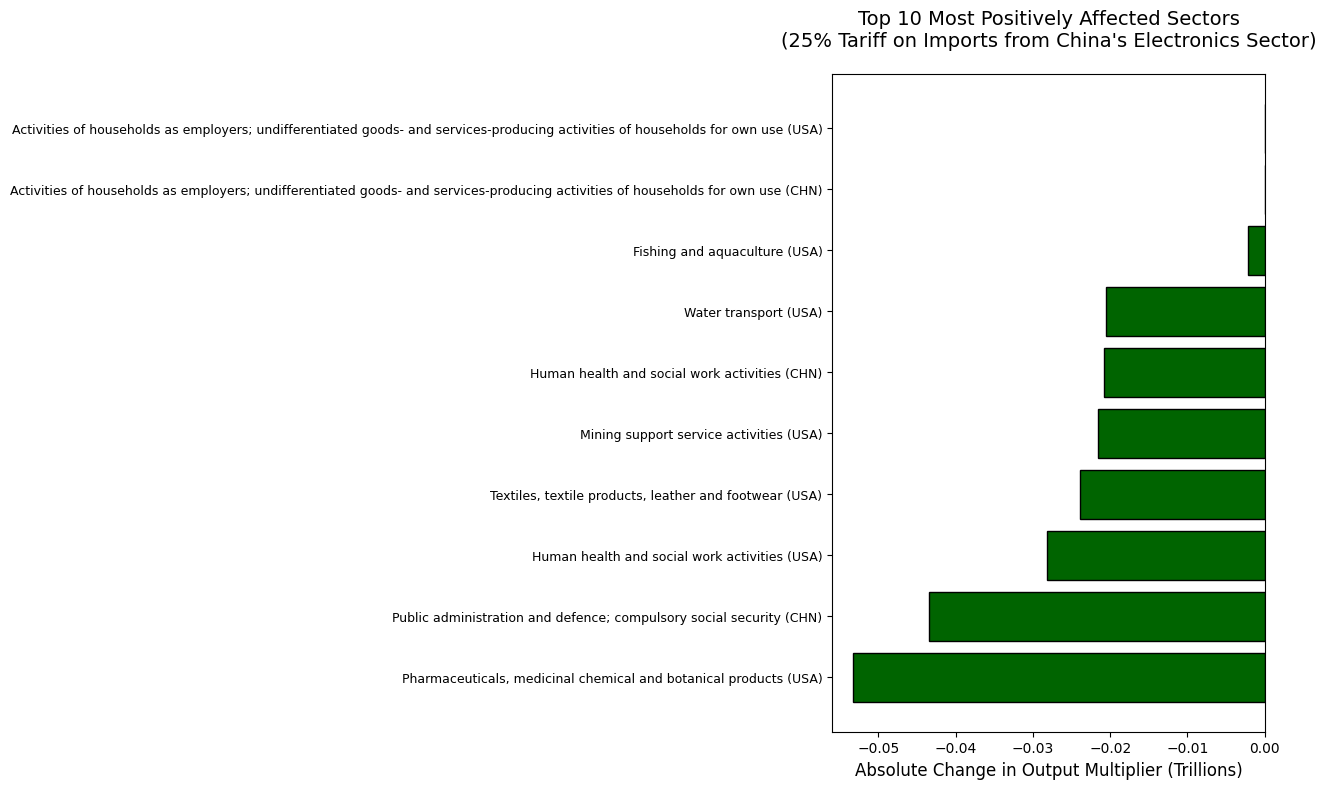 Top 10 Most Positively Affected Sectors
(25% Tariff on Imports from China's Electronics Sector)
Activities of households as employers; undifferentiated goods- and services-producing activities of households for own use (USA)
Activities of households as employers; undifferentiated goods- and services-producing activities of households for own use (CHN)
Fishing and aquaculture (USA)
Water transport (USA)
Human health and social work activities (CHN)
Mining support service activities (USA)
Textiles, textile products, leather and footwear (USA)
Human health and social work activities (USA)
Public administration and defence; compulsory social security (CHN)
Pharmaceuticals, medicinal chemical and botanical products (USA)
−0.05 −0.04 −0.03 −0.02 −0.01 0.00
Absolute Change in Output Multiplier (Trillions)